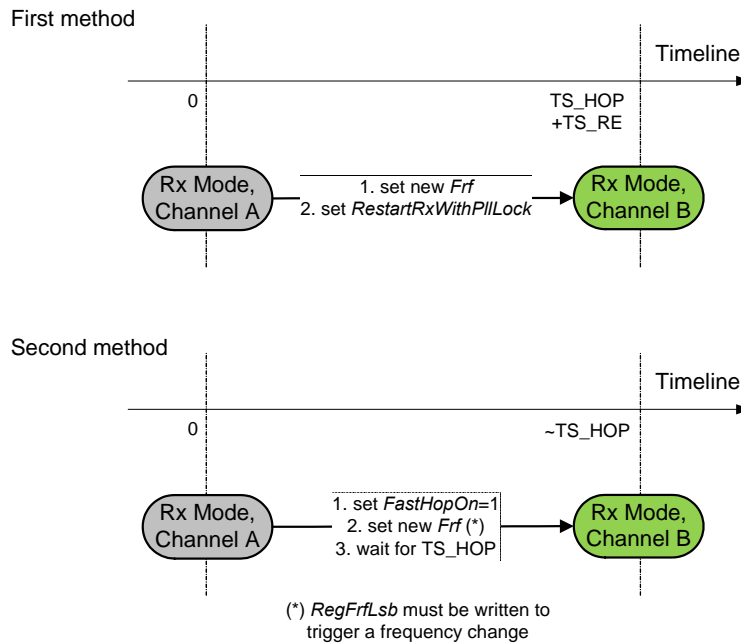 First method
Timeline
0
TS_HOP
+TS_RE
Rx Mode,
Channel A
1. set new Frf
2. set RestartRxWithPllLock
Rx Mode,
Channel B
Second method
Timeline
0
~TS_HOP
Rx Mode,
Channel A
1. set FastHopOn=1
2. set new Frf (*)
3. wait for TS_HOP
Rx Mode,
Channel B
(*) RegFrfLsb must be written to
trigger a frequency change